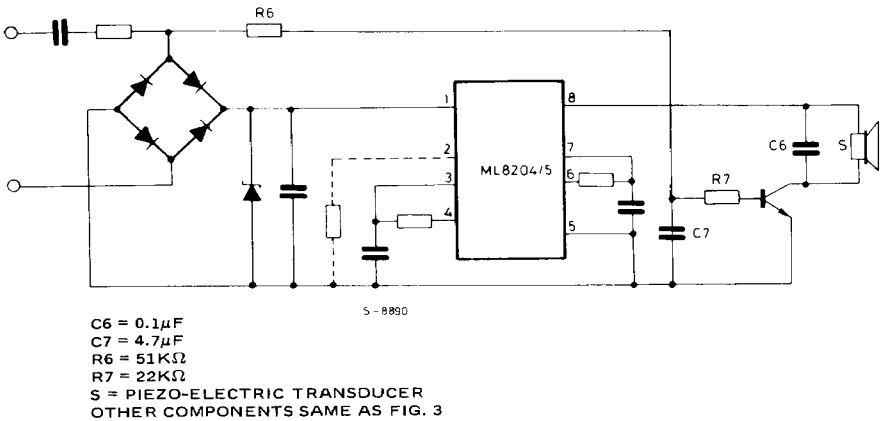 R6
1
8
2
7
3
6
4
5
ML8204/5
C6
S
R7
C7
S-8890
C6 = 0.1µF
C7 = 4.7µF
R6 = 51KΩ
R7 = 22KΩ
S = PIEZO-ELECTRIC TRANSDUCER
OTHER COMPONENTS SAME AS FIG. 3